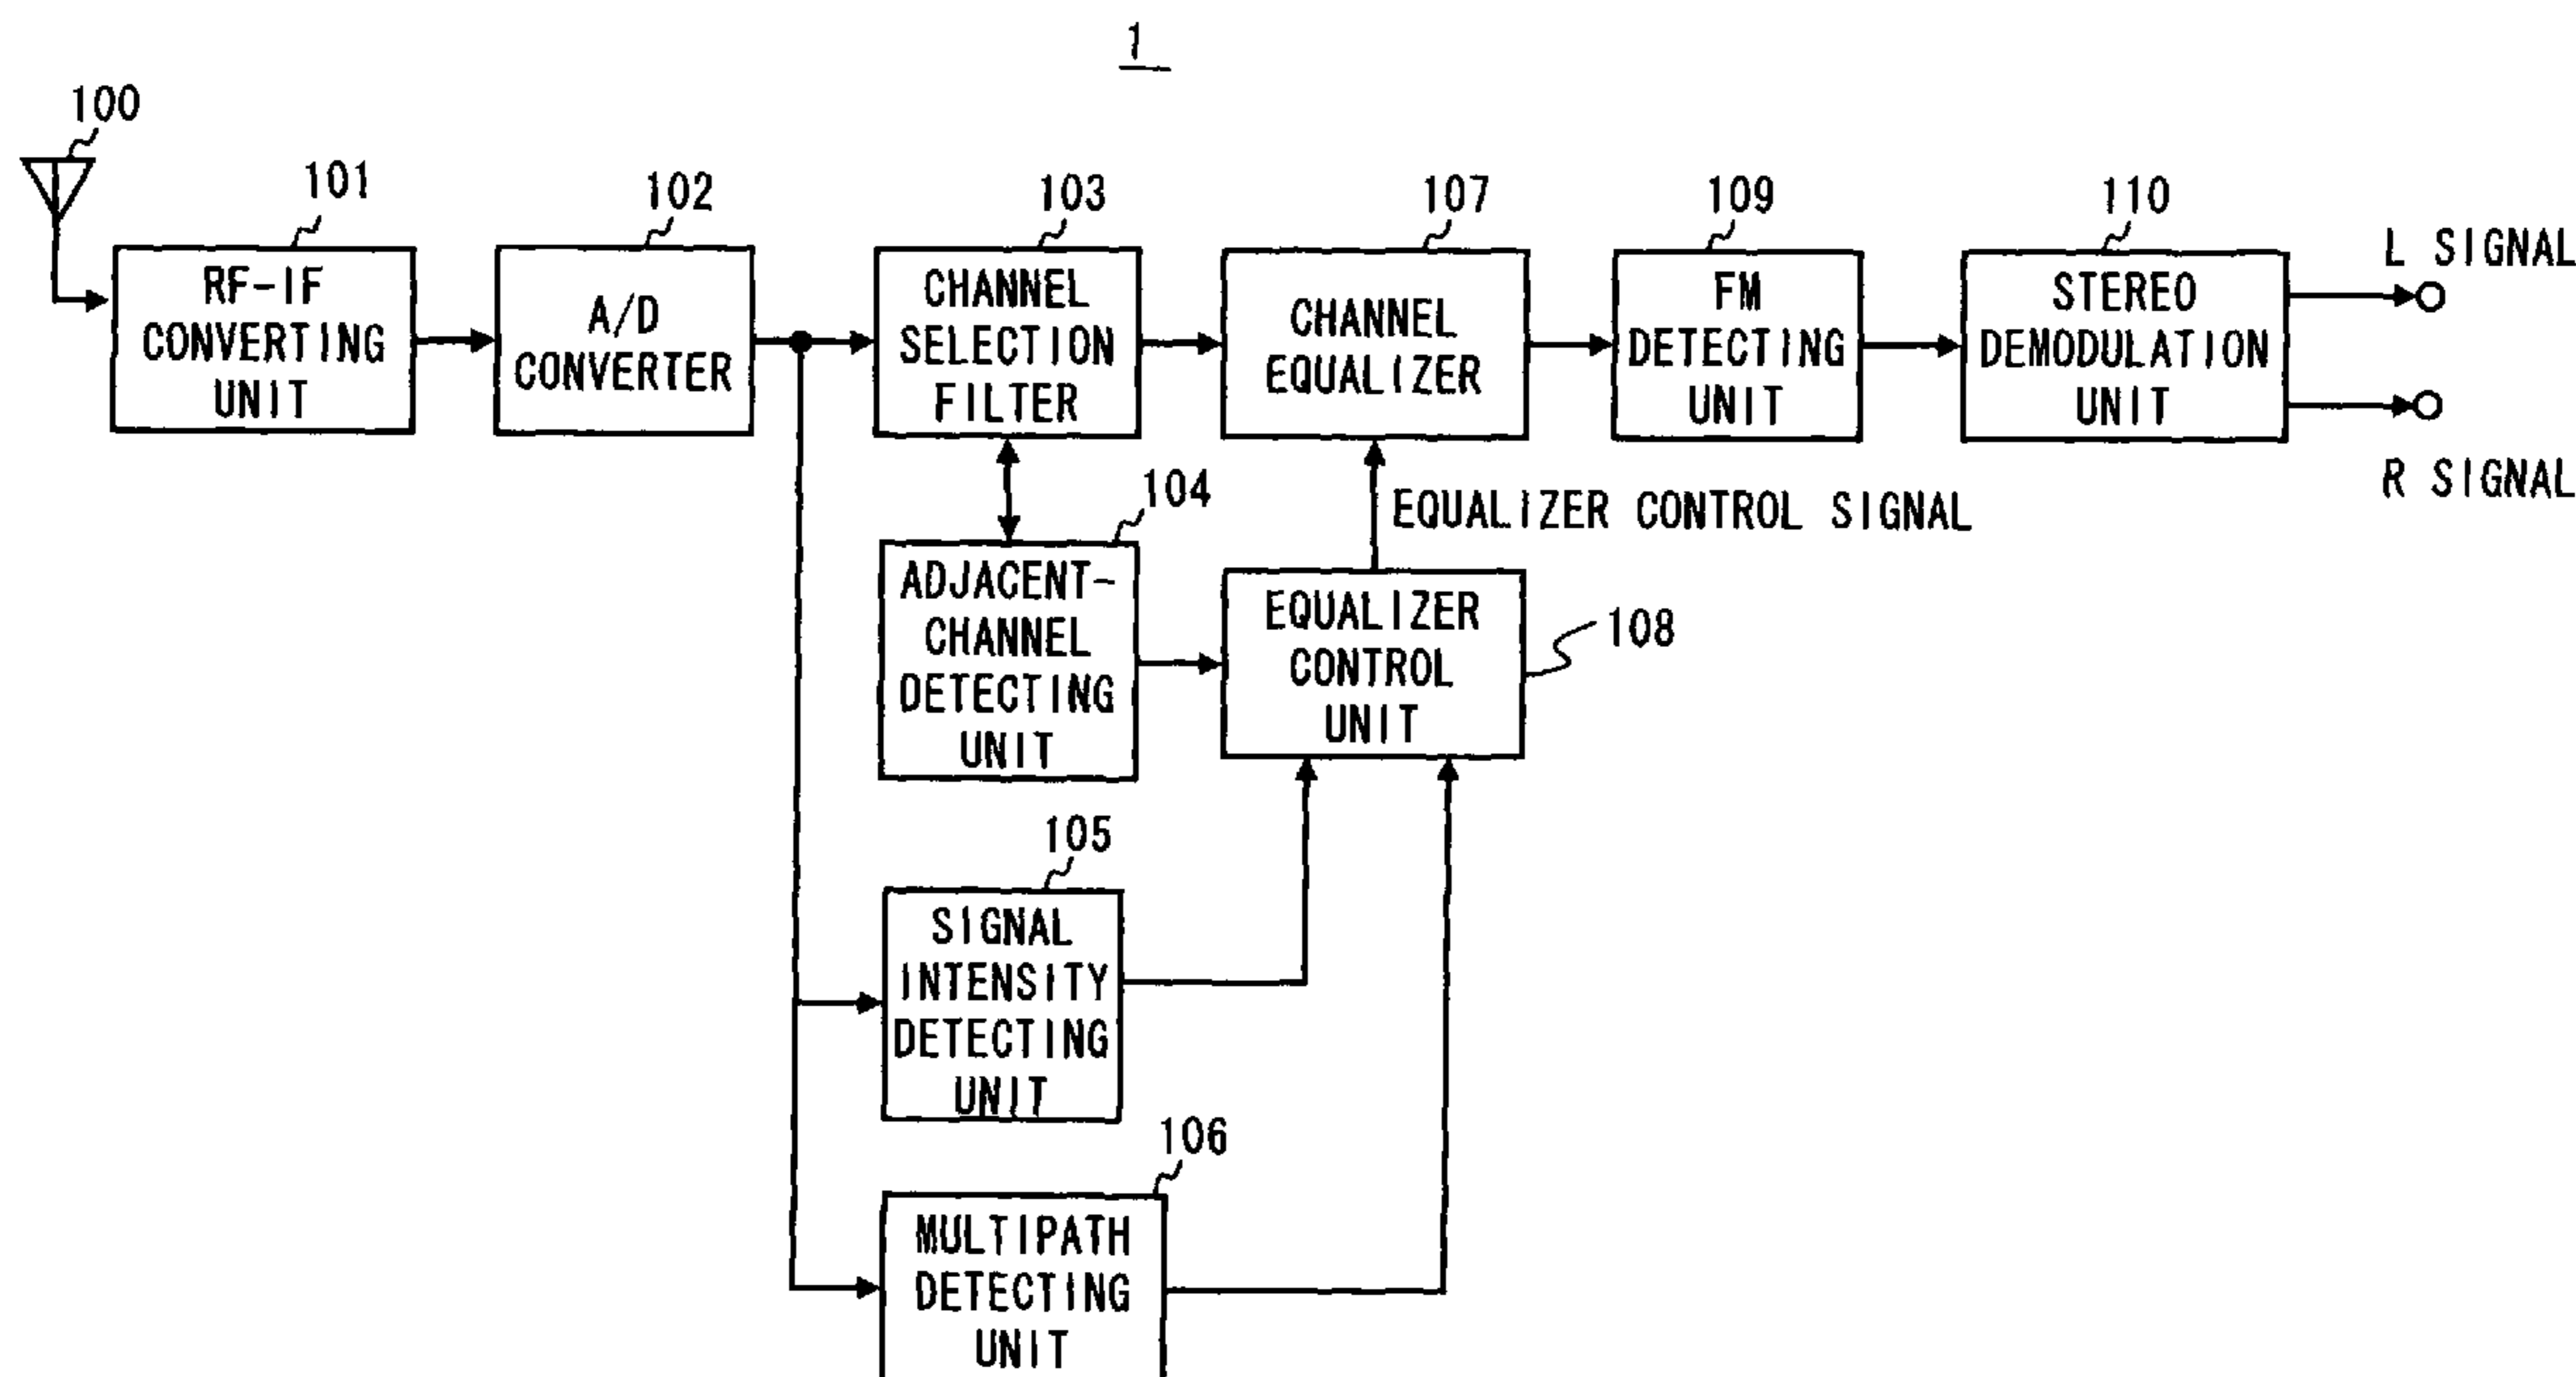 1
100
101
RF-IF
CONVERTING
UNIT
102
A/D
CONVERTER
103
CHANNEL
SELECTION
FILTER
107
CHANNEL
EQUALIZER
109
FM
DETECTING
UNIT
110
STEREO
DEMODULATION
UNIT
L SIGNAL
R SIGNAL
104
ADJACENT-
CHANNEL
DETECTING
UNIT
EQUALIZER CONTROL SIGNAL
EQUALIZER
CONTROL
UNIT
108
105
SIGNAL
INTENSITY
DETECTING
UNIT
106
MULTIPATH
DETECTING
UNIT